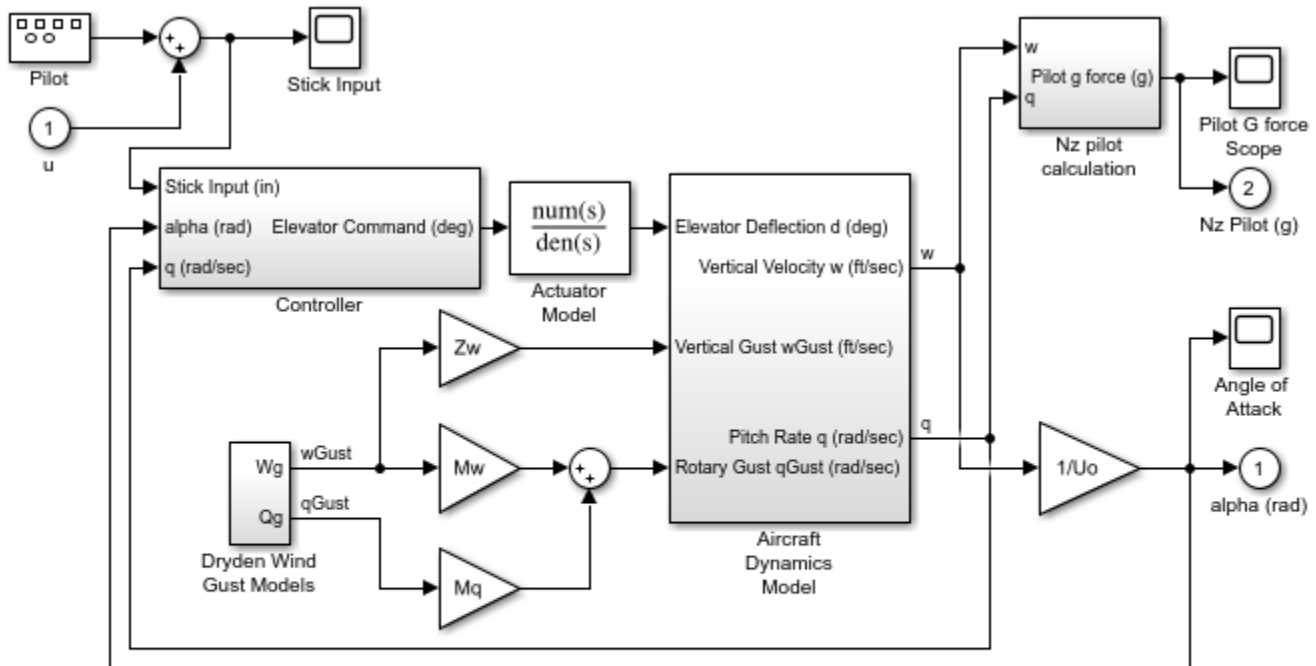 Pilot
1
u
Stick Input
Stick Input (in)
alpha (rad)
q (rad/sec)
Elevator Command (deg)
Controller
num(s)
den(s)
Actuator
Model
Zw
Mw
Mq
Wg
Qg
wGust
qGust
Dryden Wind
Gust Models
Elevator Deflection d (deg)
Vertical Velocity w (ft/sec)
Vertical Gust wGust (ft/sec)
Pitch Rate q (rad/sec)
Rotary Gust qGust (rad/sec)
Aircraft
Dynamics
Model
w
q
w
Pilot g force (g)
q
Nz pilot
calculation
Pilot G force
Scope
2
Nz Pilot (g)
Angle of
Attack
1/Uo
1
alpha (rad)